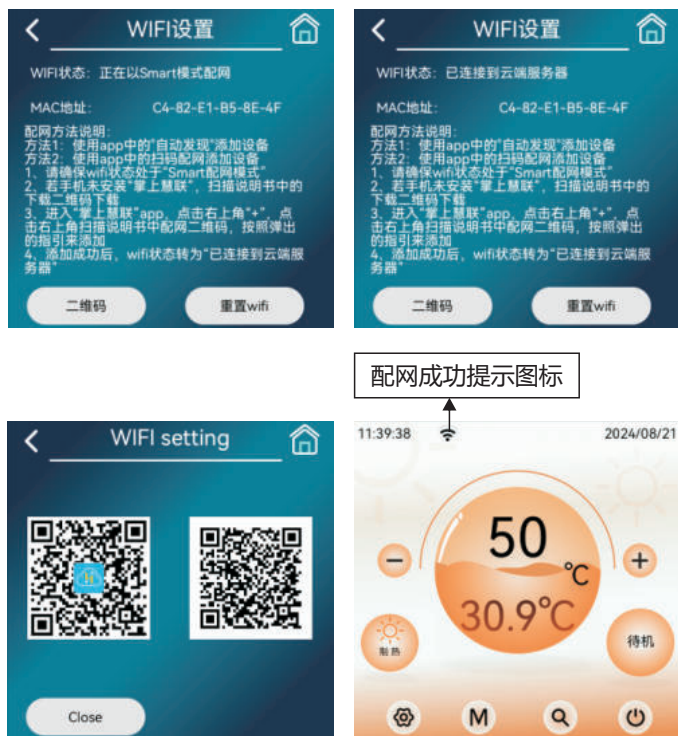 WIFI设置
WIFI状态: 正在以Smart模式配网
MAC地址: C4-82-E1-B5-8E-4F
配网方法说明:
方法1: 使用app中的"自动发现"添加设备
方法2: 使用app中的扫码配网添加设备
1、请确保wifi状态处于"Smart配网模式"
2、若手机未安装"掌上慧联", 扫描说明书中的
下载二维码下载
3、进入"掌上慧联"app, 点击右上角"+", 点
击右上角扫描说明书中配网二维码, 按照弹出
的指引来添加
4、添加成功后, wifi状态转为"已连接到云端服
务器"
二维码 重置wifi
WIFI设置
WIFI状态: 已连接到云端服务器
MAC地址: C4-82-E1-B5-8E-4F
配网方法说明:
方法1: 使用app中的"自动发现"添加设备
方法2: 使用app中的扫码配网添加设备
1、请确保wifi状态处于"Smart配网模式"
2、若手机未安装"掌上慧联", 扫描说明书中的
下载二维码下载
3、进入"掌上慧联"app, 点击右上角"+", 点
击右上角扫描说明书中配网二维码, 按照弹出
的指引来添加
4、添加成功后, wifi状态转为"已连接到云端服
务器"
二维码 重置wifi
配网成功提示图标
WIFI setting
H
Close
11:39:38 2024/08/21
50
℃
30.9℃
制热
待机
M